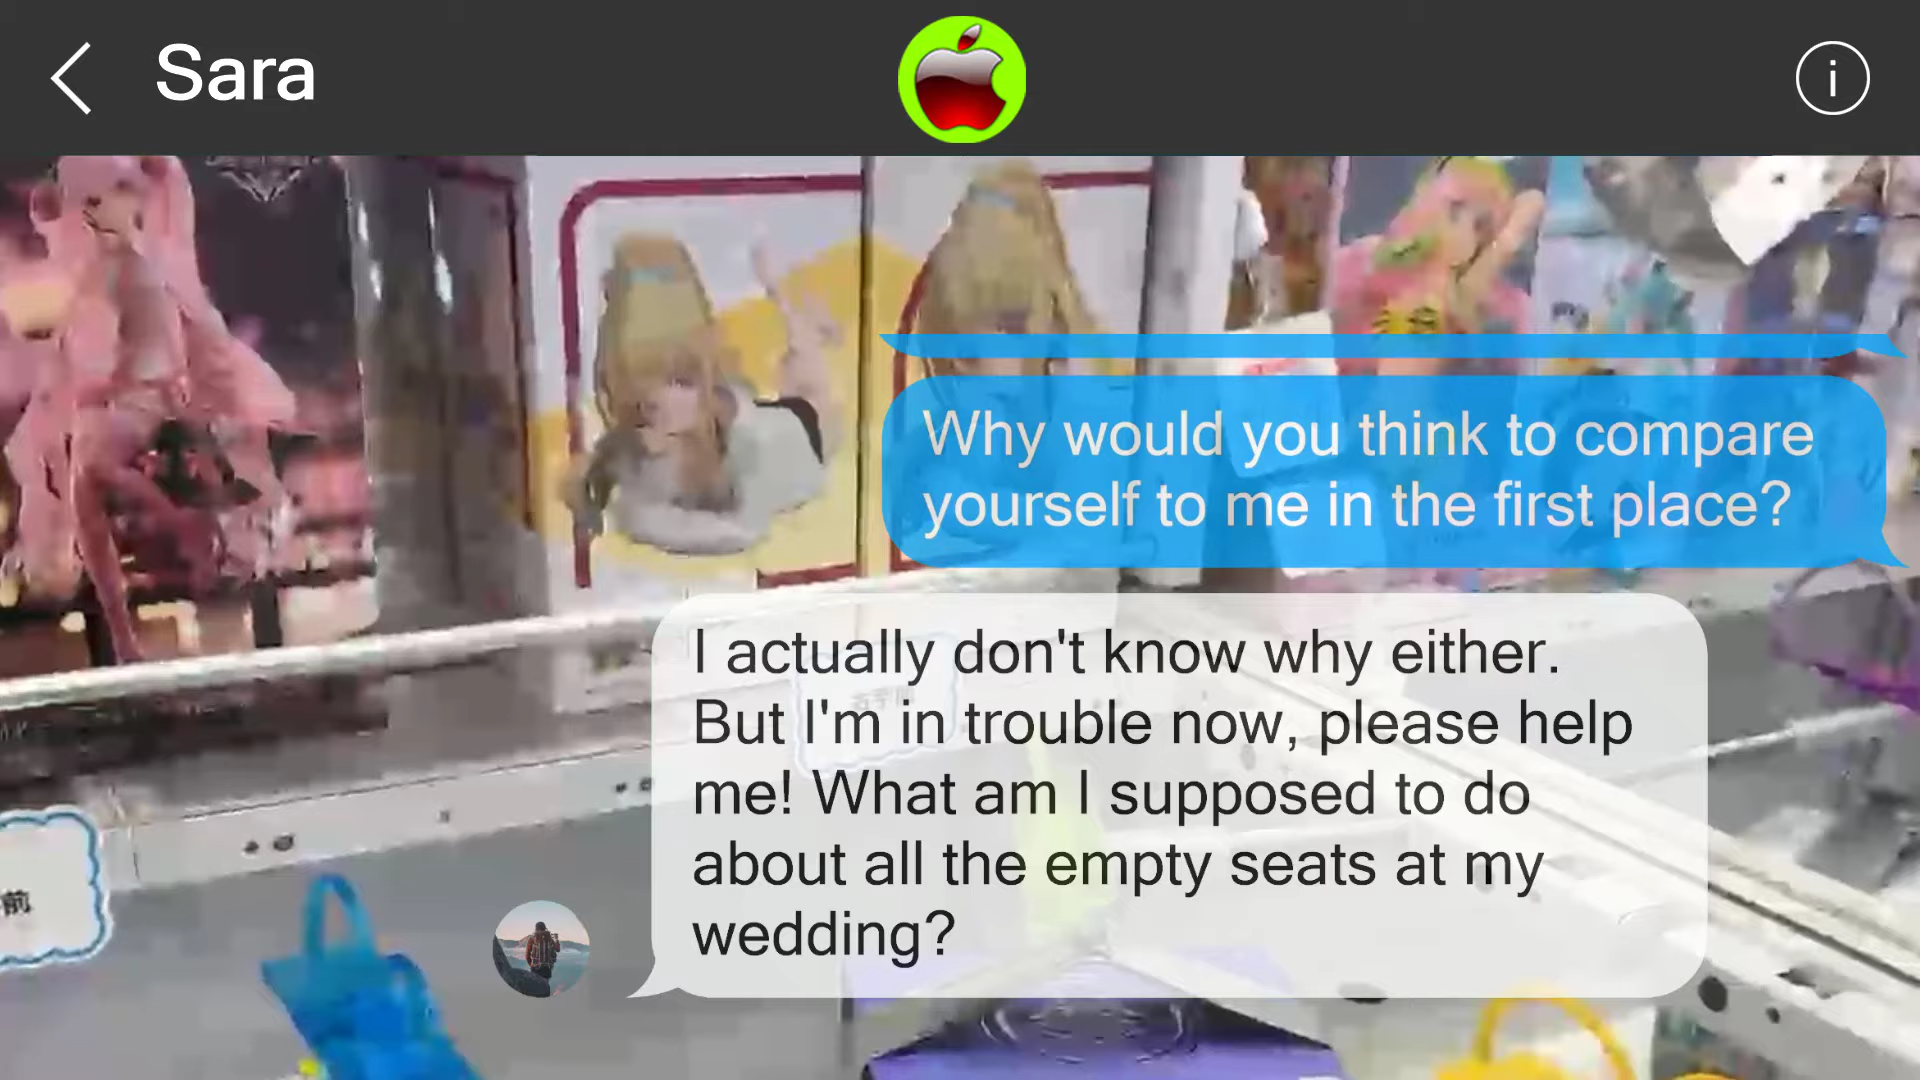 Sara
Why would you think to compare
yourself to me in the first place?
I actually don't know why either.
But I'm in trouble now, please help
me! What am I supposed to do
about all the empty seats at my
wedding?
前